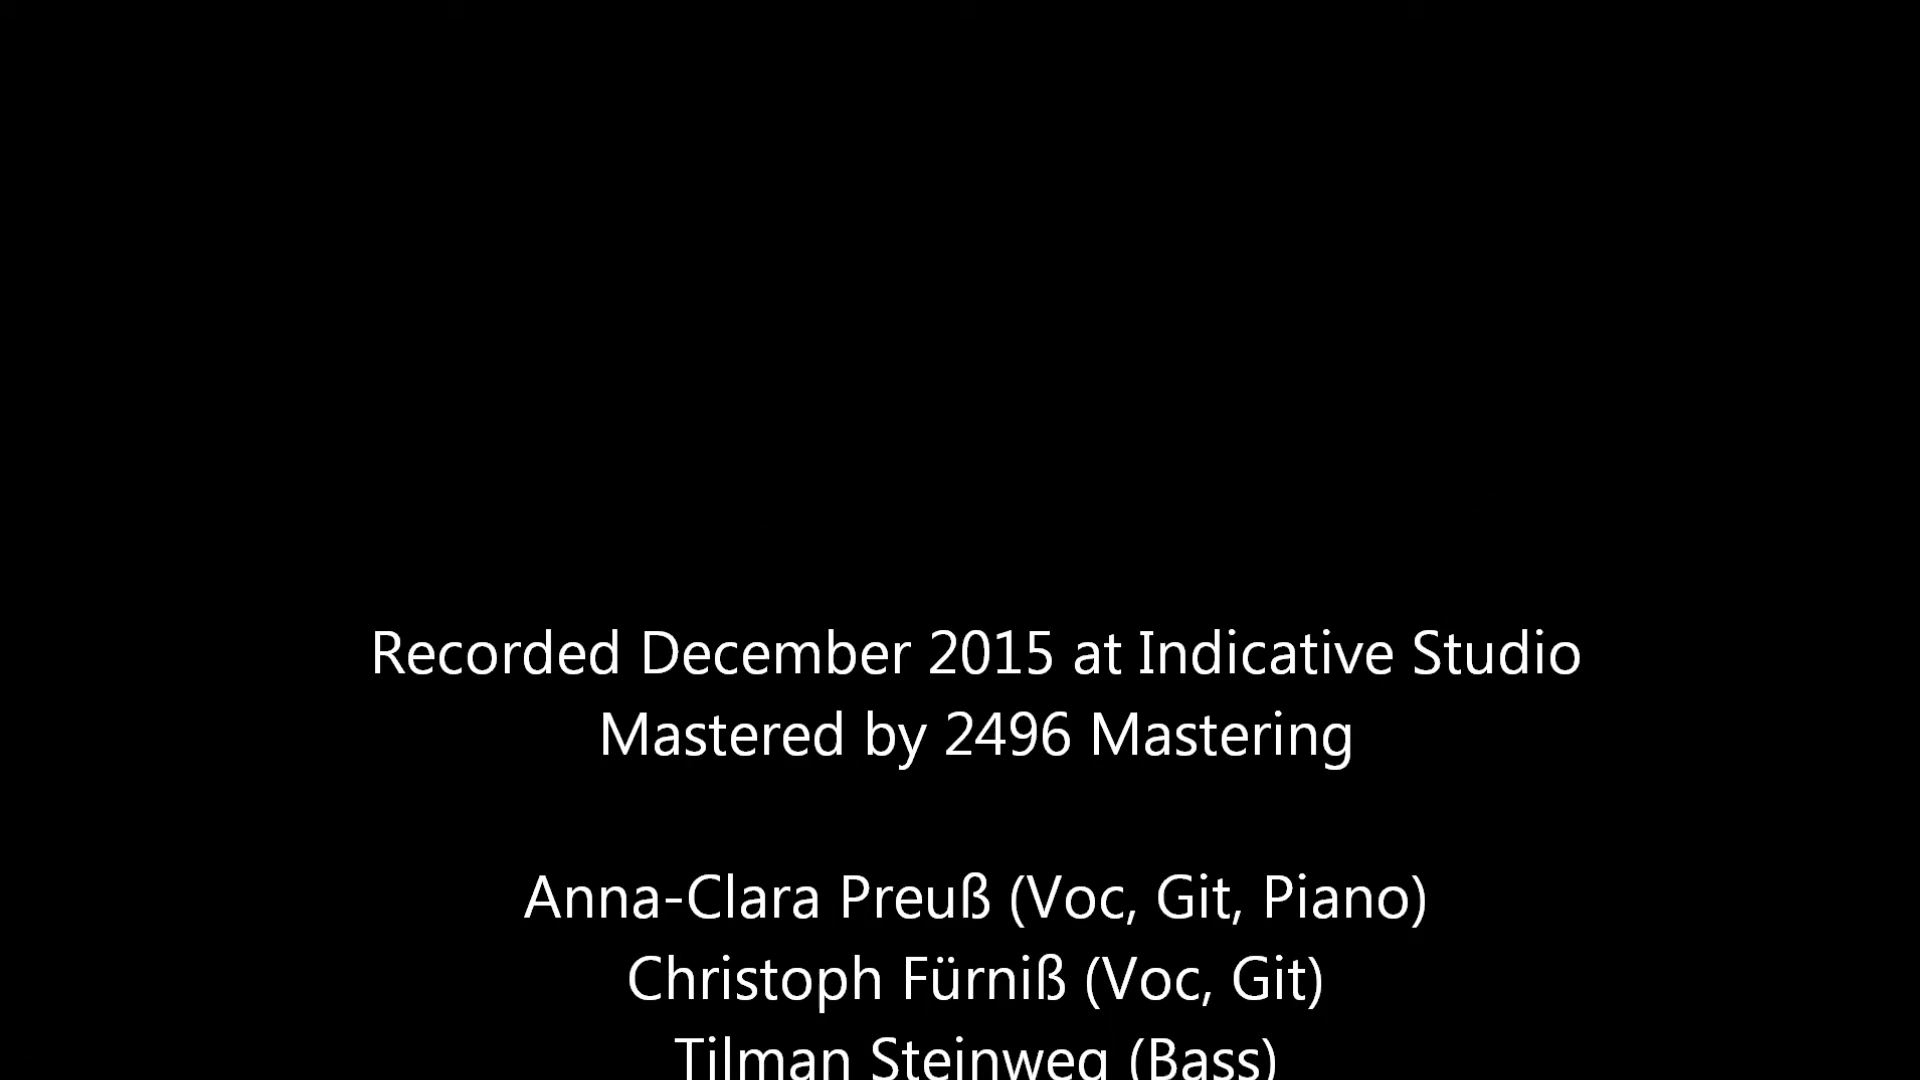 Recorded December 2015 at Indicative Studio
Mastered by 2496 Mastering
Anna-Clara Preuß (Voc, Git, Piano)
Christoph Fürniß (Voc, Git)
Tilman Steinweg (Bass)